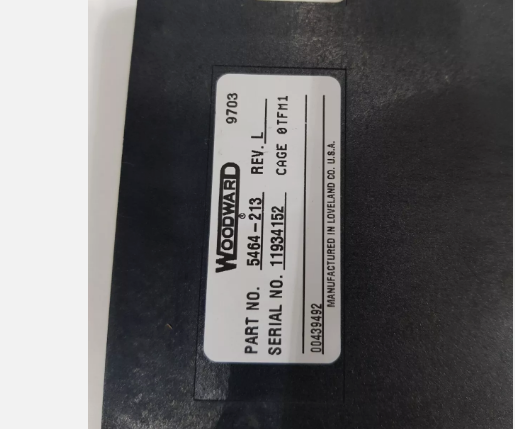 WOODWARD® 9703
PART NO. 5464-213 REV. L
SERIAL NO. 11934152 CAGE 0TFM1
00439492
MANUFACTURED IN LOVELAND CO. U.S.A.